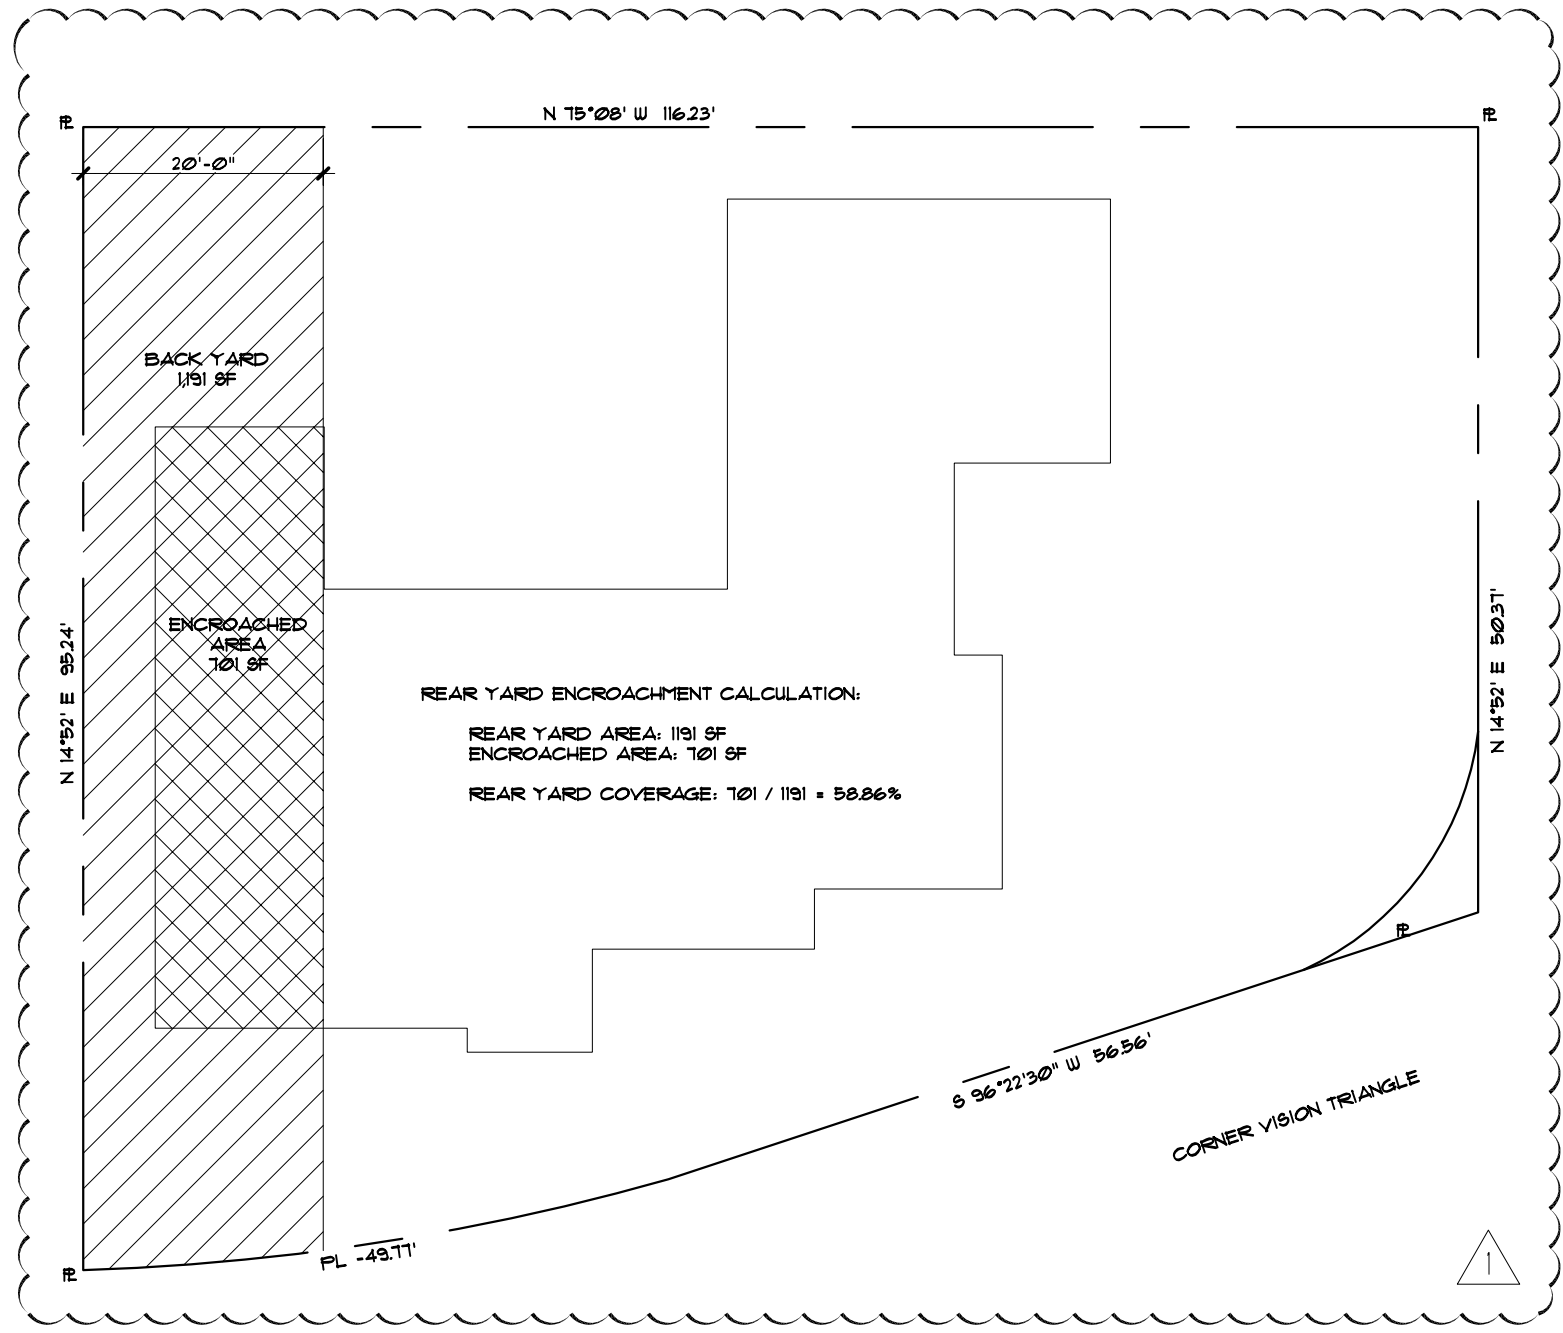 N 75°08' W 116.23'
PL
PL
20'-0"
BACK YARD
1,191 SF
ENCROACHED
AREA
701 SF
N 14°52' E 95.24'
N 14°52' E 50.37'
REAR YARD ENCROACHMENT CALCULATION:
REAR YARD AREA: 1191 SF
ENCROACHED AREA: 701 SF
REAR YARD COVERAGE: 701 / 1191 = 58.86%
PL
S 96°22'30" W 56.56'
CORNER VISION TRIANGLE
PL -49.77'
PL
1